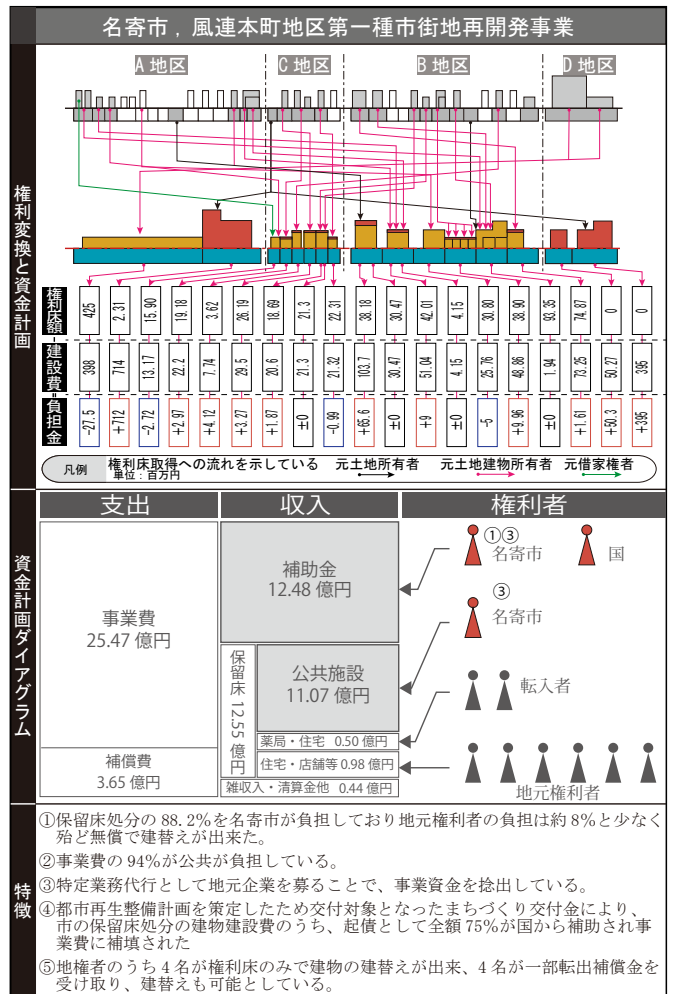 名寄市，風連本町地区第一種市街地再開発事業
権利変換と資金計画
A 地区 C 地区 B 地区 D 地区
権利床額 425 2.31 15.90 19.18 3.62 26.19 18.69 21.3 22.31 38.18 30.47 42.01 4.15 30.80 38.90 93.35 74.87 0 0
－
建設費 398 714 13.17 22.2 7.74 29.5 20.6 21.3 21.32 103.7 30.47 51.04 4.15 25.76 48.86 1.94 73.25 50.27 395
＝
負担金 -27.5 +712 -2.72 +2.97 +4.12 +3.27 +1.87 ±0 -0.99 +65.6 ±0 +9 ±0 -5 +9.96 ±0 +1.61 +50.3 +395
凡例 権利床取得への流れを示している 元土地所有者 元土地建物所有者 元借家権者
単位：百万円
資金計画ダイアグラム
支出 収入 権利者
事業費
25.47 億円
補償費
3.65 億円
補助金
12.48 億円
保留床 12.55 億円
公共施設
11.07 億円
薬局・住宅 0.50 億円
住宅・店舗等 0.98 億円
雑収入・清算金他 0.44 億円
①③
名寄市 国
③
名寄市
転入者
地元権利者
特徴
①保留床処分の 88.2％を名寄市が負担しており地元権利者の負担は約 8％と少なく
殆ど無償で建替えが出来た。
②事業費の 94％が公共が負担している。
③特定業務代行として地元企業を募ることで、事業資金を捻出している。
④都市再生整備計画を策定したため交付対象となったまちづくり交付金により、
市の保留床処分の建物建設費のうち、起債として全額 75％が国から補助され事
業費に補填された
⑤地権者のうち 4 名が権利床のみで建物の建替えが出来、4 名が一部転出補償金を
受け取り、建替えも可能としている。